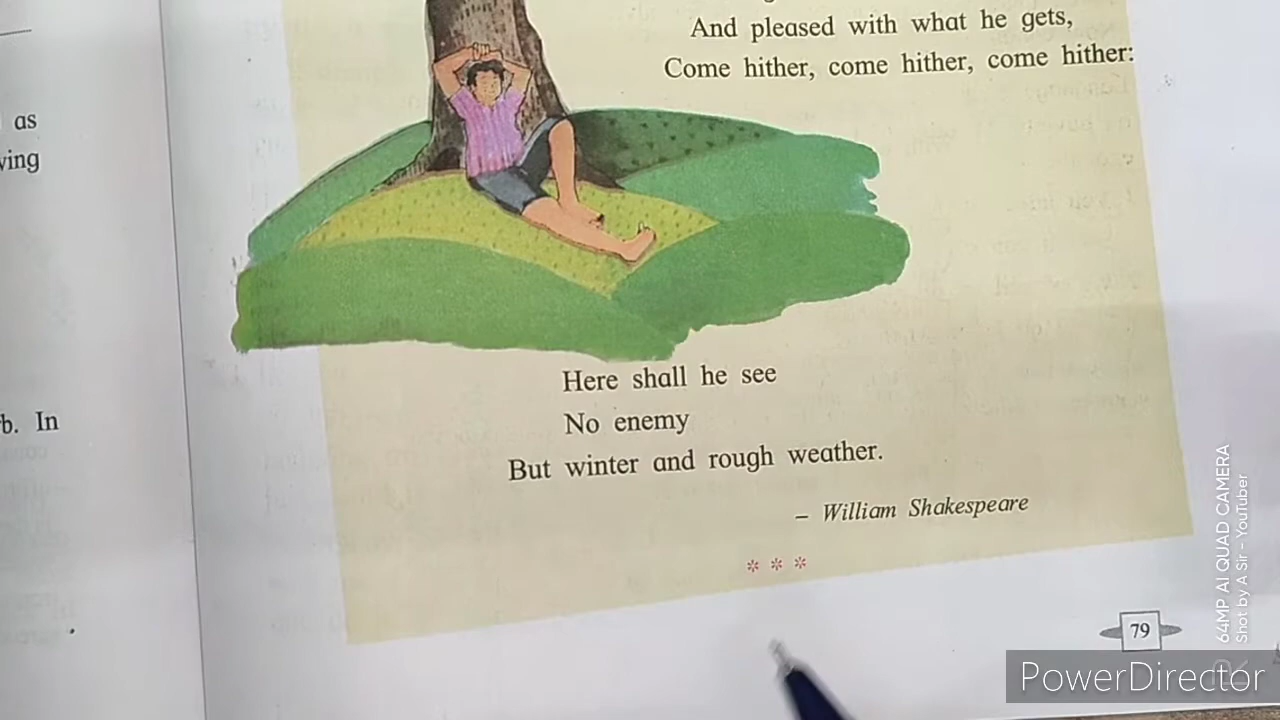 as
ving
b. In
And pleased with what he gets,
Come hither, come hither, come hither:
Here shall he see
No enemy
But winter and rough weather.
– William Shakespeare
* * *
79
64MP AI QUAD CAMERA
Shot by A Sir - YouTuber
PowerDirector